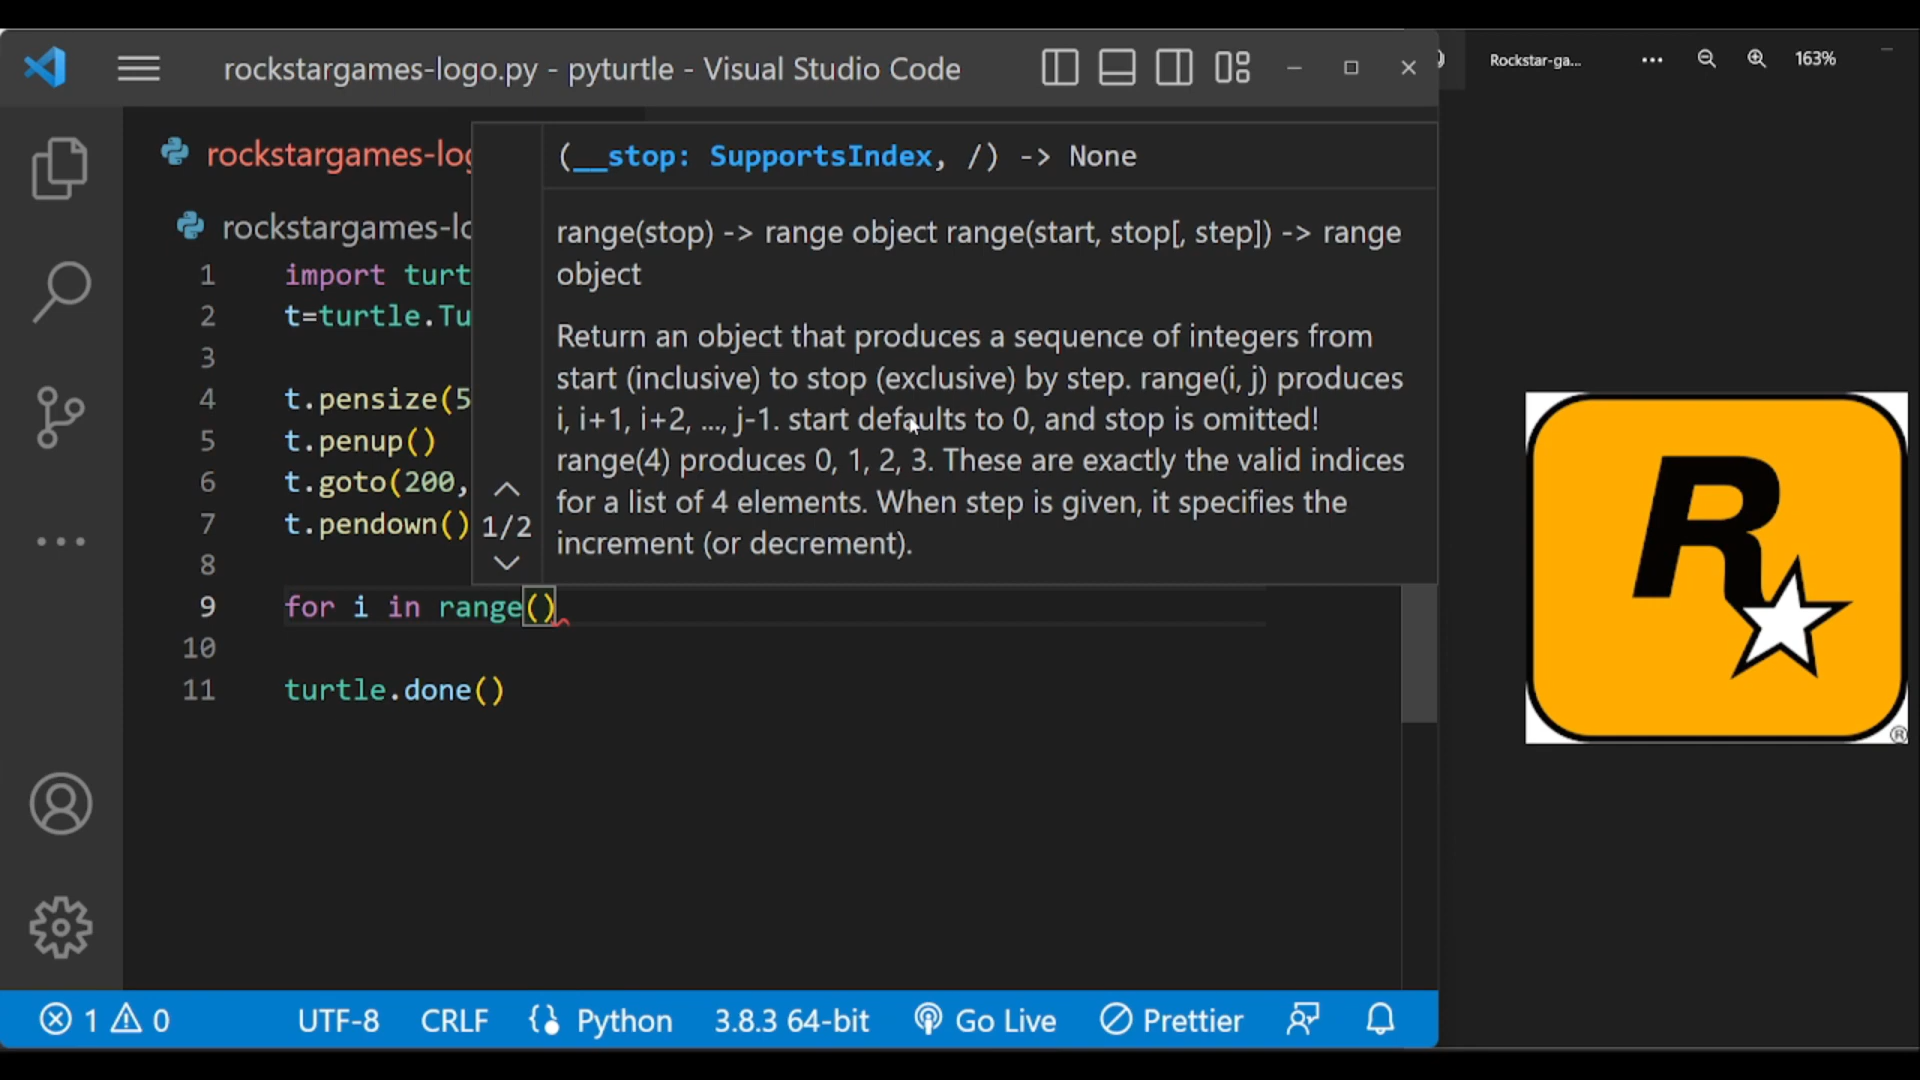 rockstargames-logo.py - pyturtle - Visual Studio Code
Rockstar-ga...
163%
rockstargames-log
(__stop: SupportsIndex, /) -> None
rockstargames-lo
range(stop) -> range object range(start, stop[, step]) -> range
object
Return an object that produces a sequence of integers from
start (inclusive) to stop (exclusive) by step. range(i, j) produces
i, i+1, i+2, ..., j-1. start defaults to 0, and stop is omitted!
range(4) produces 0, 1, 2, 3. These are exactly the valid indices
for a list of 4 elements. When step is given, it specifies the
increment (or decrement).
1/2
1 import turt
2 t=turtle.Tu
3
4 t.pensize(5
5 t.penup()
6 t.goto(200,
7 t.pendown()
8
9 for i in range()
10
11 turtle.done()
R
®
1 0 UTF-8 CRLF Python 3.8.3 64-bit Go Live Prettier